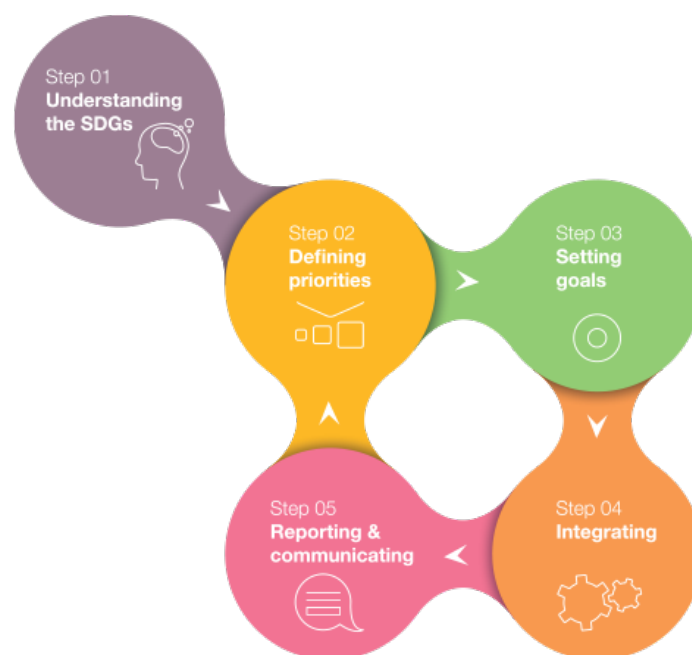 Step 01
Understanding
the SDGs
Step 02
Defining
priorities
Step 03
Setting
goals
Step 04
Integrating
Step 05
Reporting &
communicating